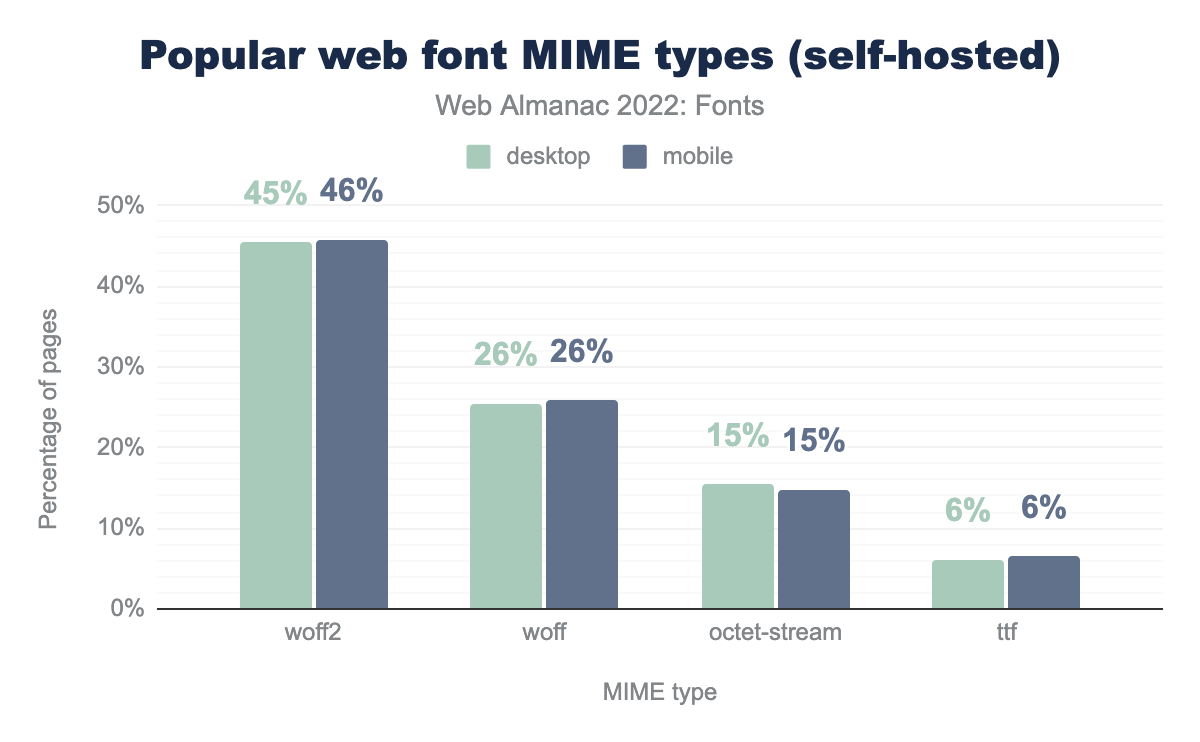 Popular web font MIME types (self-hosted)
Web Almanac 2022: Fonts
desktop mobile
45% 46%
50%
40%
26% 26%
30%
15% 15%
20%
6% 6%
10%
0%
Percentage of pages
woff2 woff octet-stream ttf
MIME type